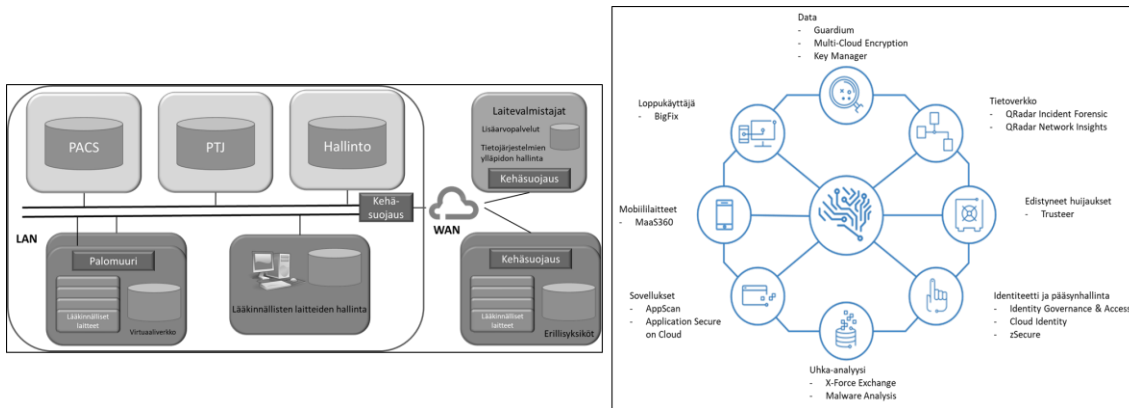 PACS
PTJ
Hallinto
Laitevalmistajat
Lisäarvopalvelut
Tietojärjestelmien
ylläpidon hallinta
Kehäsuojaus
Kehä-
suojaus
WAN
LAN
Palomuuri
Lääkinnälliset
laitteet
Virtuaaliverkko
Lääkinnällisten laitteiden hallinta
Kehäsuojaus
Lääkinnälliset
laitteet
Erillisyksiköt
Data
- Guardium
- Multi-Cloud Encryption
- Key Manager
Loppukäyttäjä
- BigFix
Tietoverkko
- QRadar Incident Forensic
- QRadar Network Insights
Mobiililaitteet
- MaaS360
Edistyneet huijaukset
- Trusteer
Sovellukset
- AppScan
- Application Secure
on Cloud
Identiteetti ja pääsynhallinta
- Identity Governance & Access
- Cloud Identity
- zSecure
Uhka-analyysi
- X-Force Exchange
- Malware Analysis